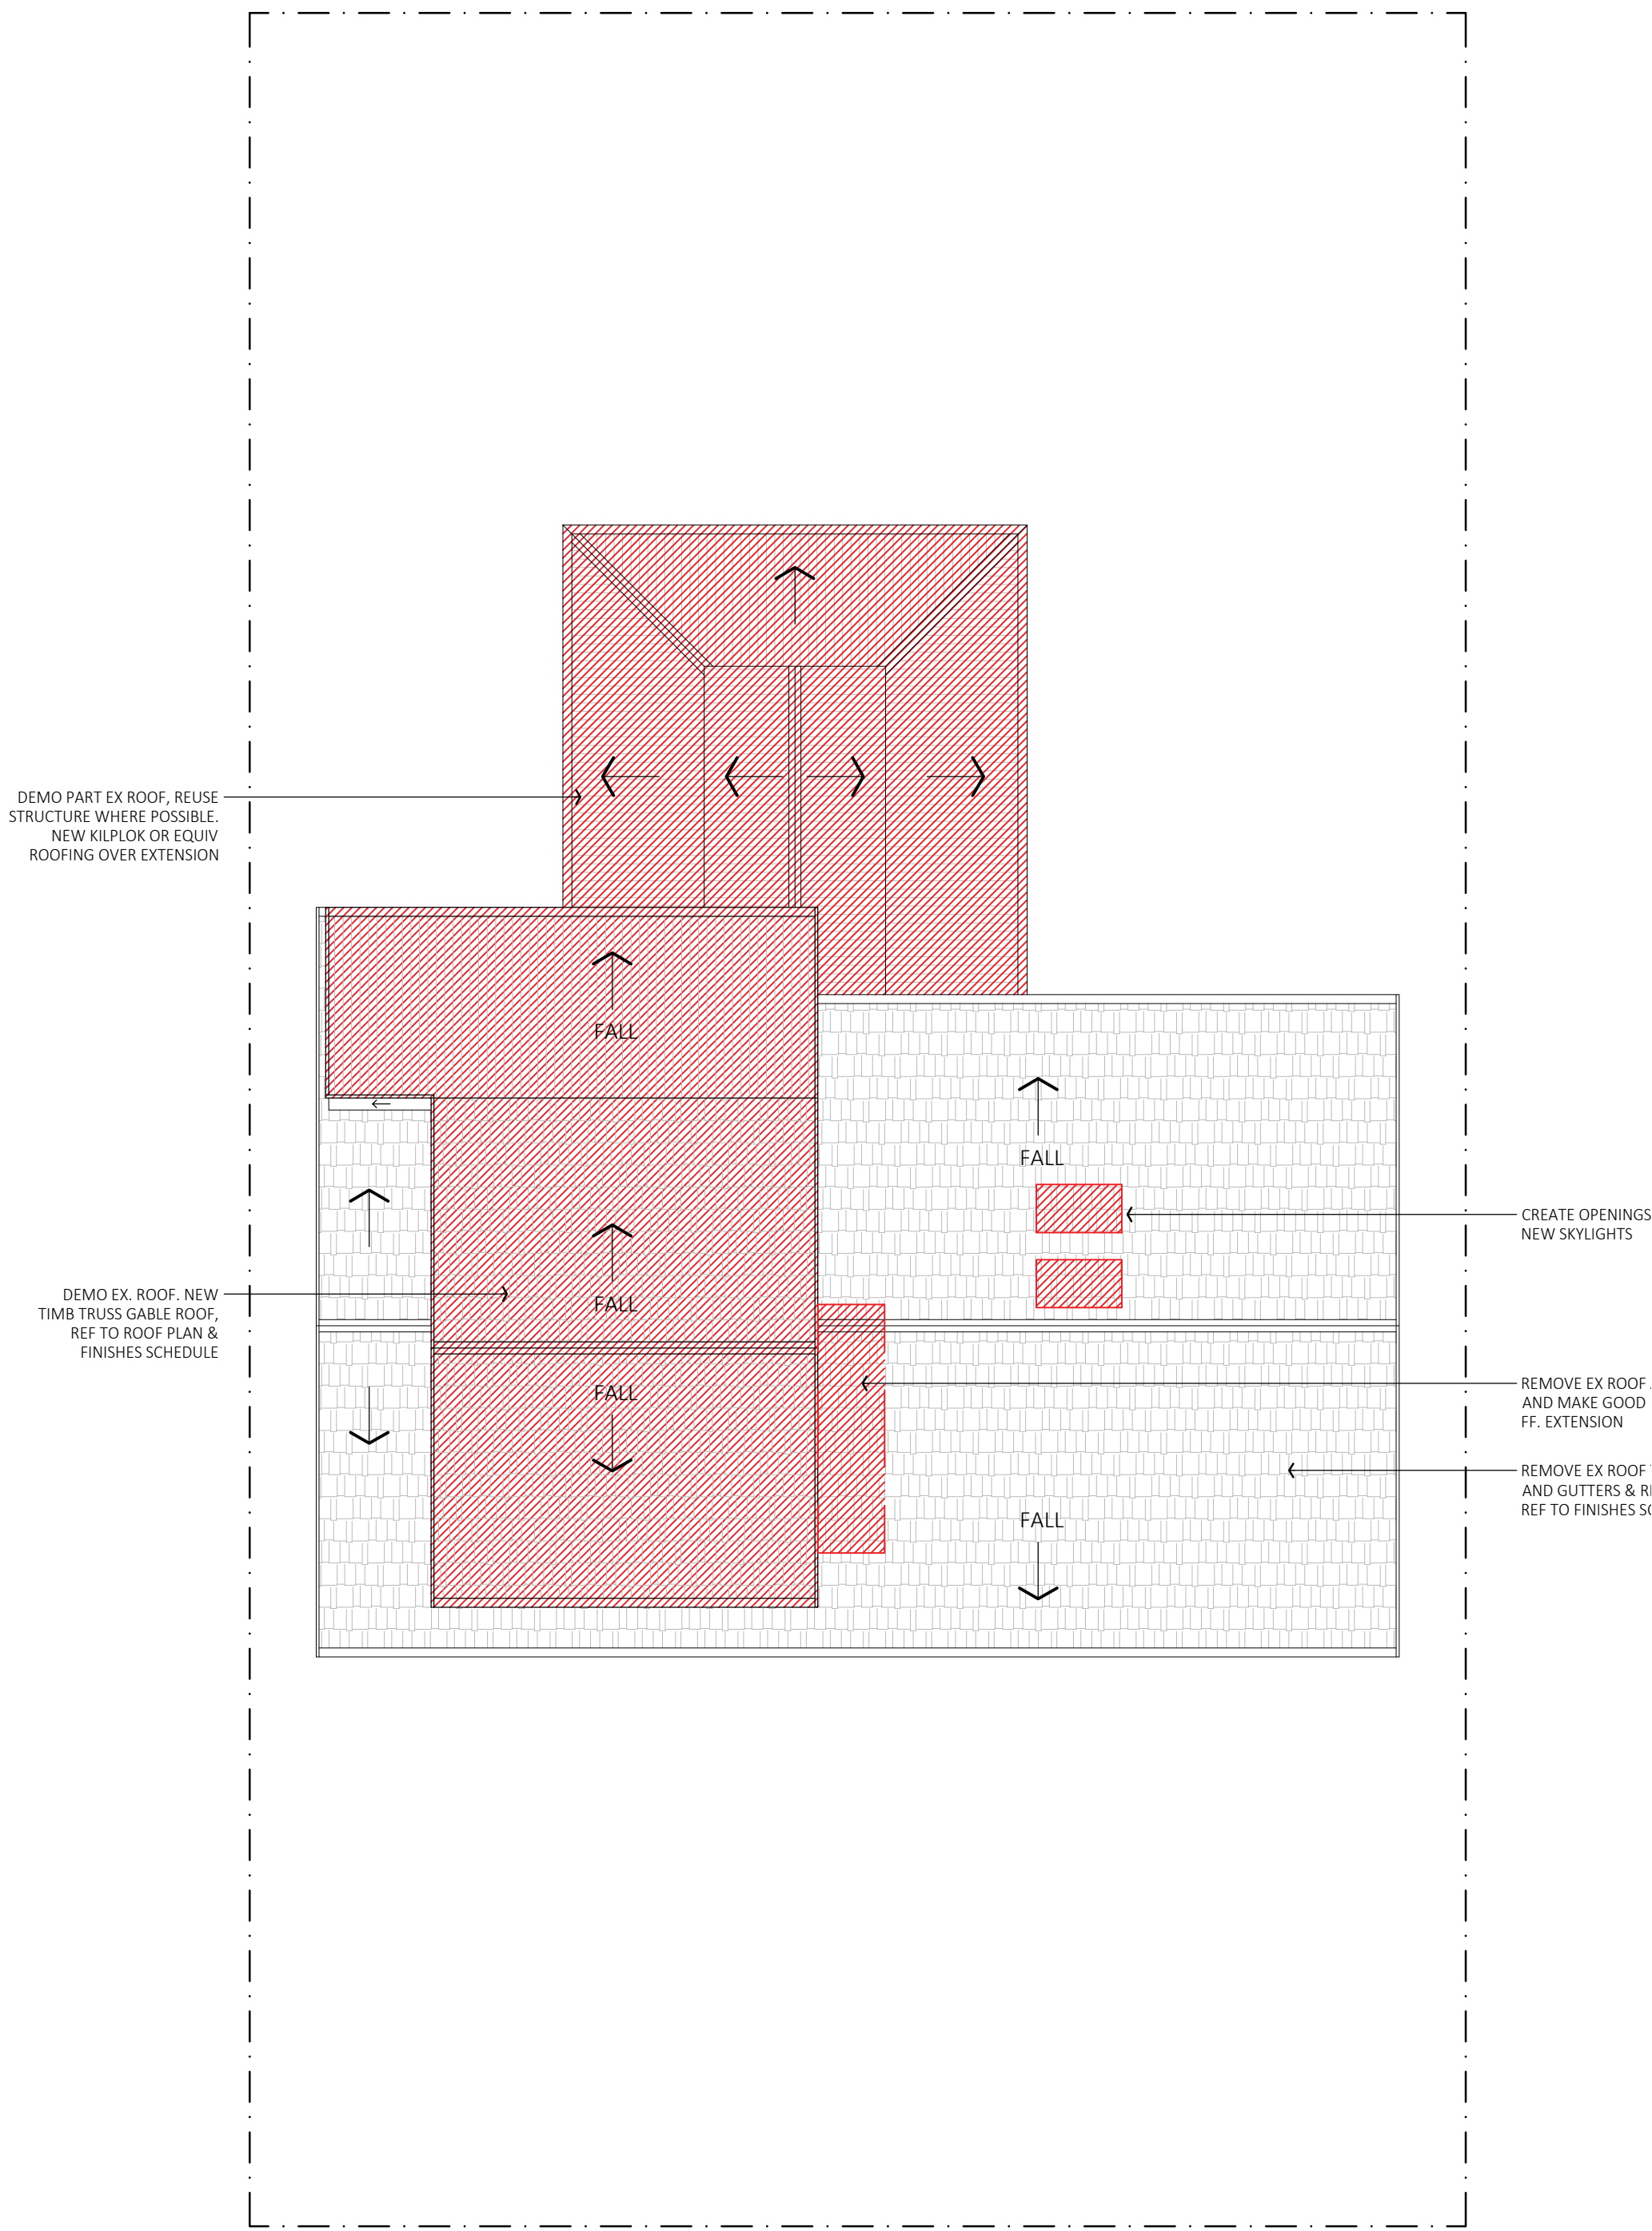 DEMO PART EX ROOF, REUSE
STRUCTURE WHERE POSSIBLE.
NEW KILPLOK OR EQUIV
ROOFING OVER EXTENSION
FALL
FALL
CREATE OPENINGS
NEW SKYLIGHTS
DEMO EX. ROOF. NEW
TIMB TRUSS GABLE ROOF,
REF TO ROOF PLAN &
FINISHES SCHEDULE
FALL
FALL
REMOVE EX ROOF
AND MAKE GOOD
FF. EXTENSION
REMOVE EX ROOF
AND GUTTERS &
REF TO FINISHES
FALL